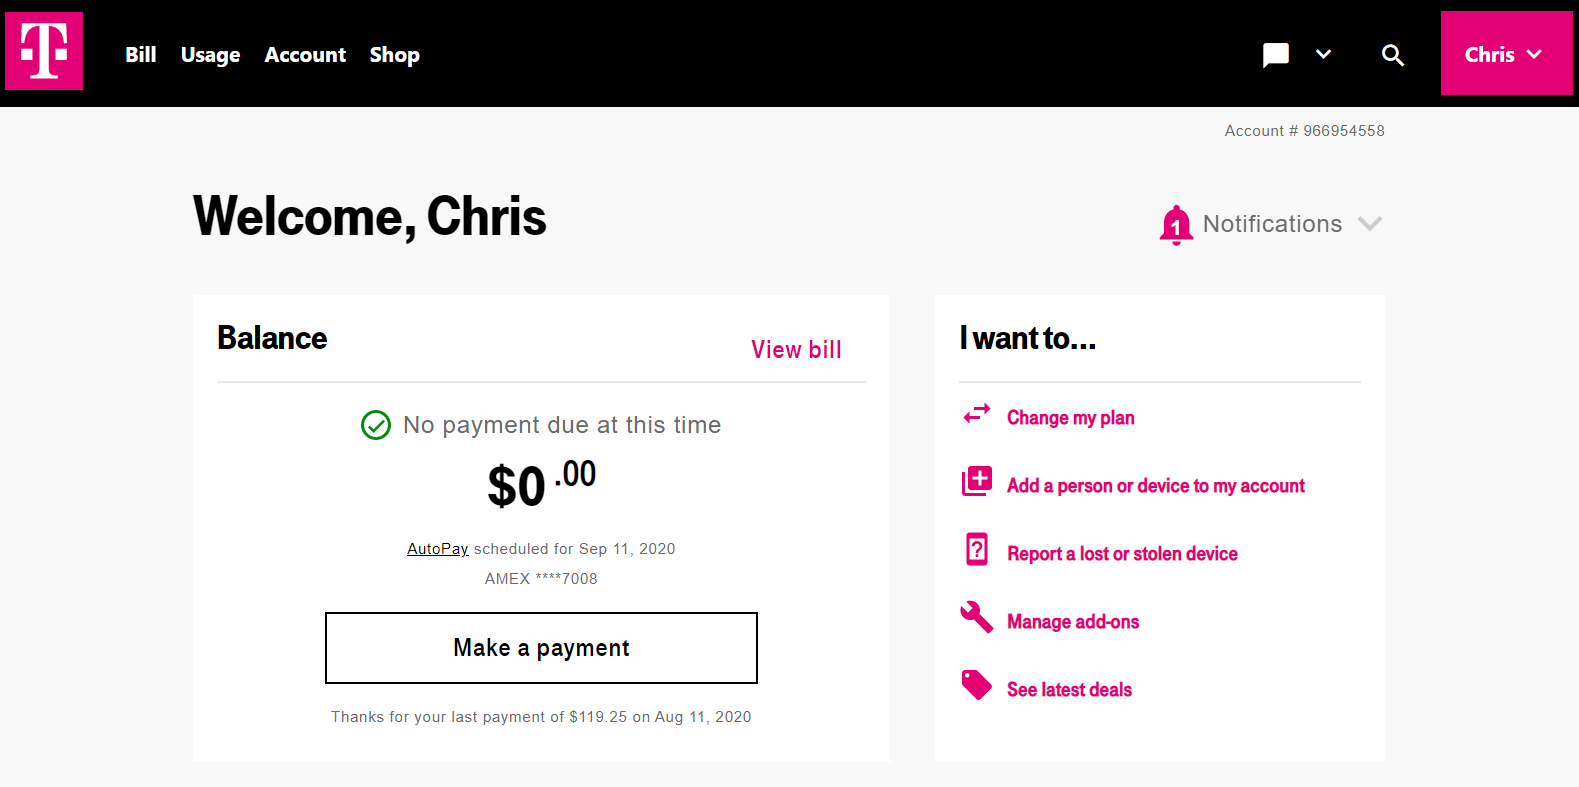 T
Bill Usage Account Shop
Chris
Account # 966954558
Welcome, Chris
1 Notifications
Balance
View bill
No payment due at this time
$0.00
AutoPay scheduled for Sep 11, 2020
AMEX ****7008
Make a payment
Thanks for your last payment of $119.25 on Aug 11, 2020
I want to...
Change my plan
Add a person or device to my account
Report a lost or stolen device
Manage add-ons
See latest deals